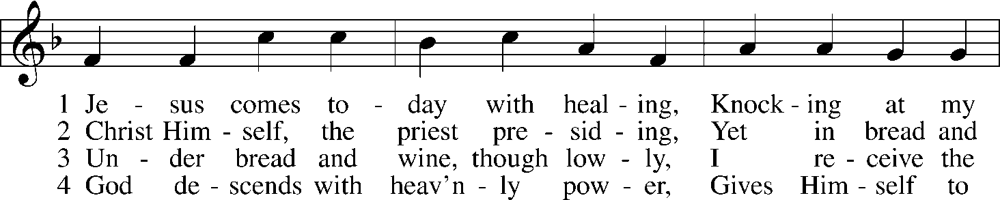 1 Je - sus comes to - day with heal - ing, Knock - ing at my
2 Christ Him - self, the priest pre - sid - ing, Yet in bread and
3 Un - der bread and wine, though low - ly, I re - ceive the
4 God de - scends with heav'n - ly pow - er, Gives Him - self to